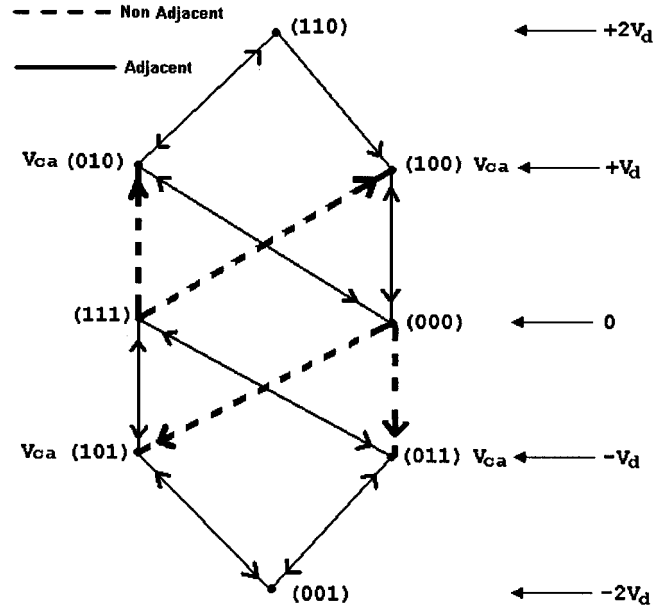 Non Adjacent
Adjacent
(110) +2Vd
Vca (010) (100) Vca +Vd
(111) (000) 0
Vca (101) (011) Vca -Vd
(001) -2Vd